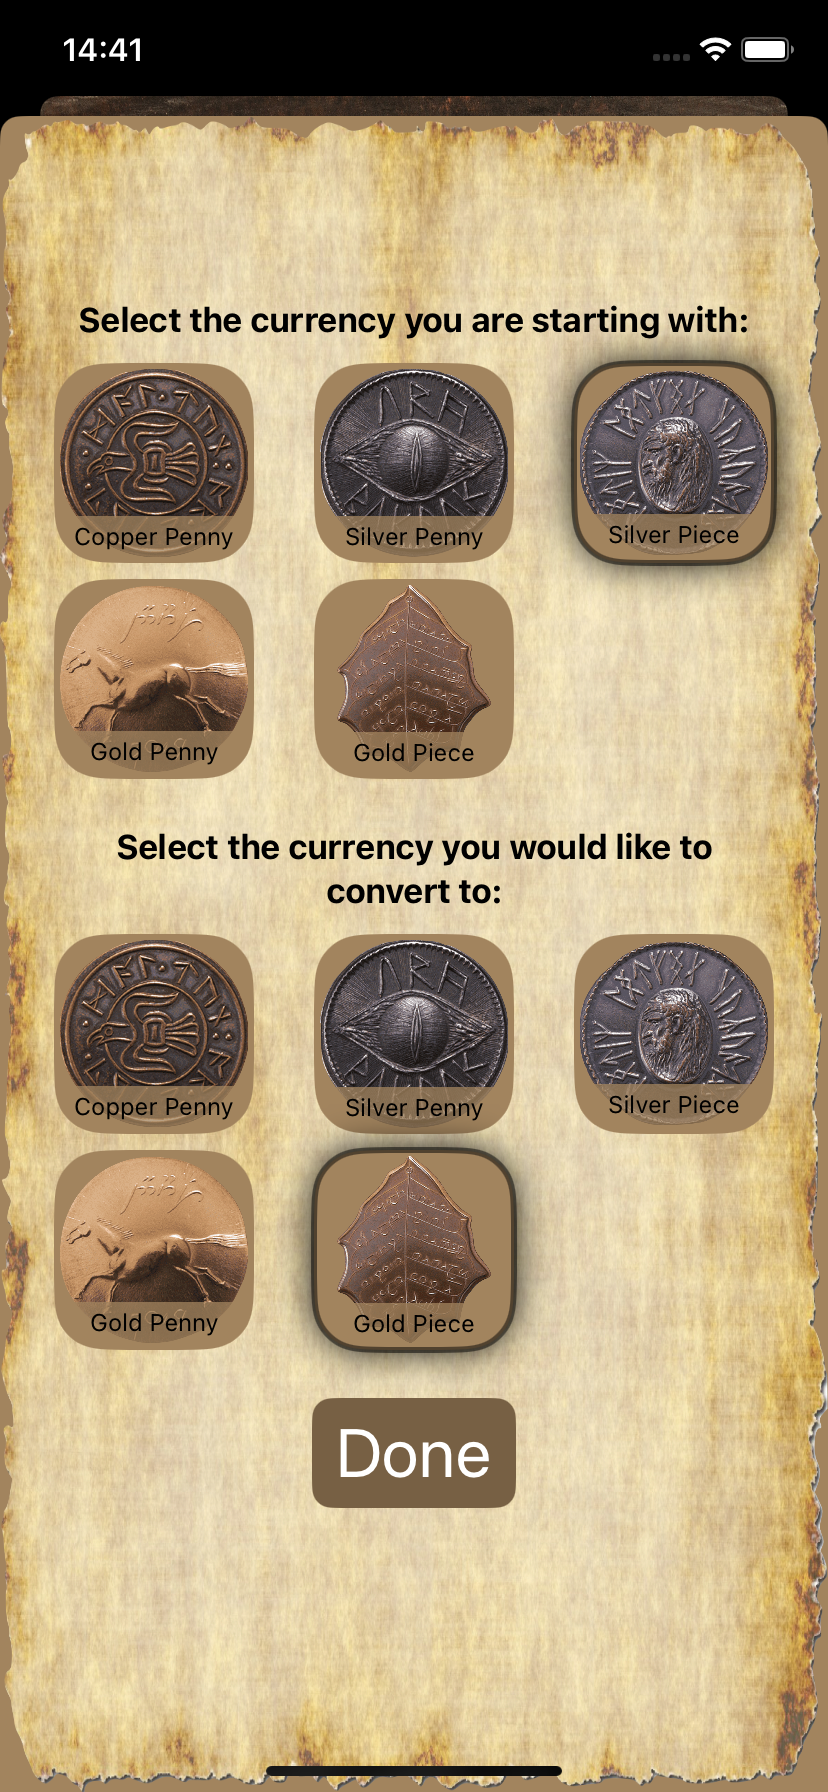 14:41
Select the currency you are starting with:
Copper Penny
Silver Penny
Silver Piece
Gold Penny
Gold Piece
Select the currency you would like to
convert to:
Copper Penny
Silver Penny
Silver Piece
Gold Penny
Gold Piece
Done